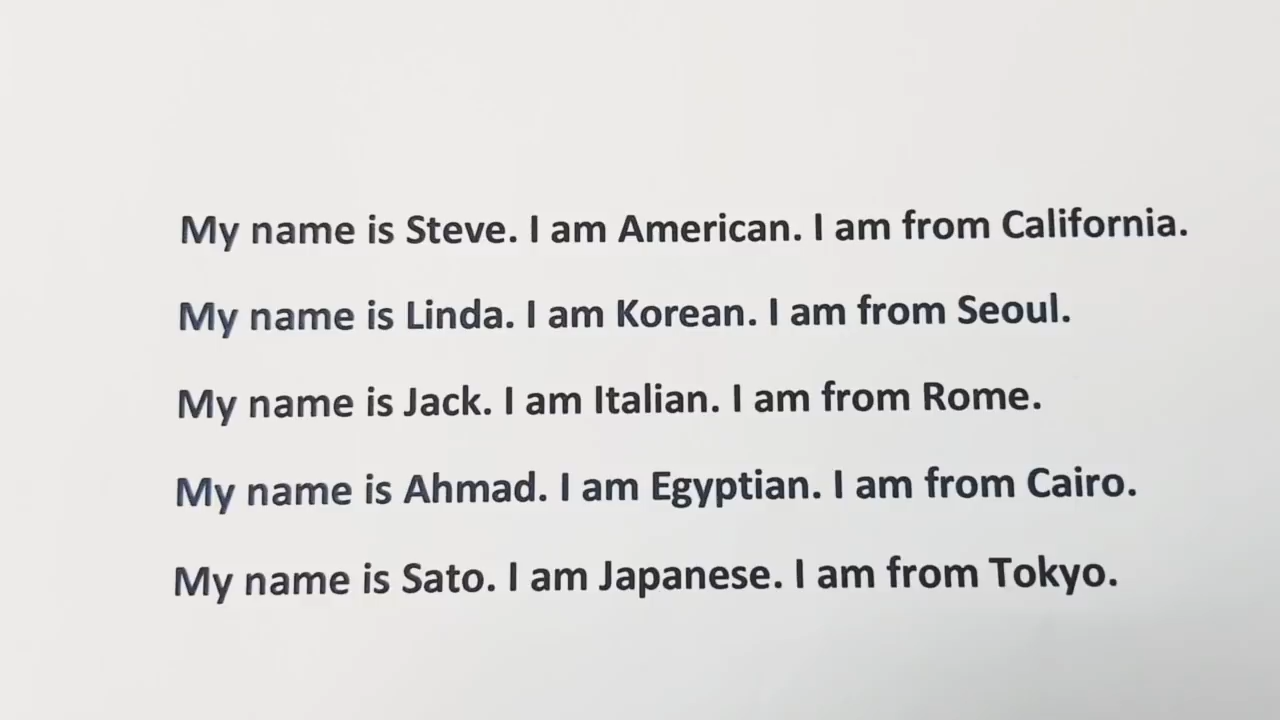 My name is Steve. I am American. I am from California.
My name is Linda. I am Korean. I am from Seoul.
My name is Jack. I am Italian. I am from Rome.
My name is Ahmad. I am Egyptian. I am from Cairo.
My name is Sato. I am Japanese. I am from Tokyo.